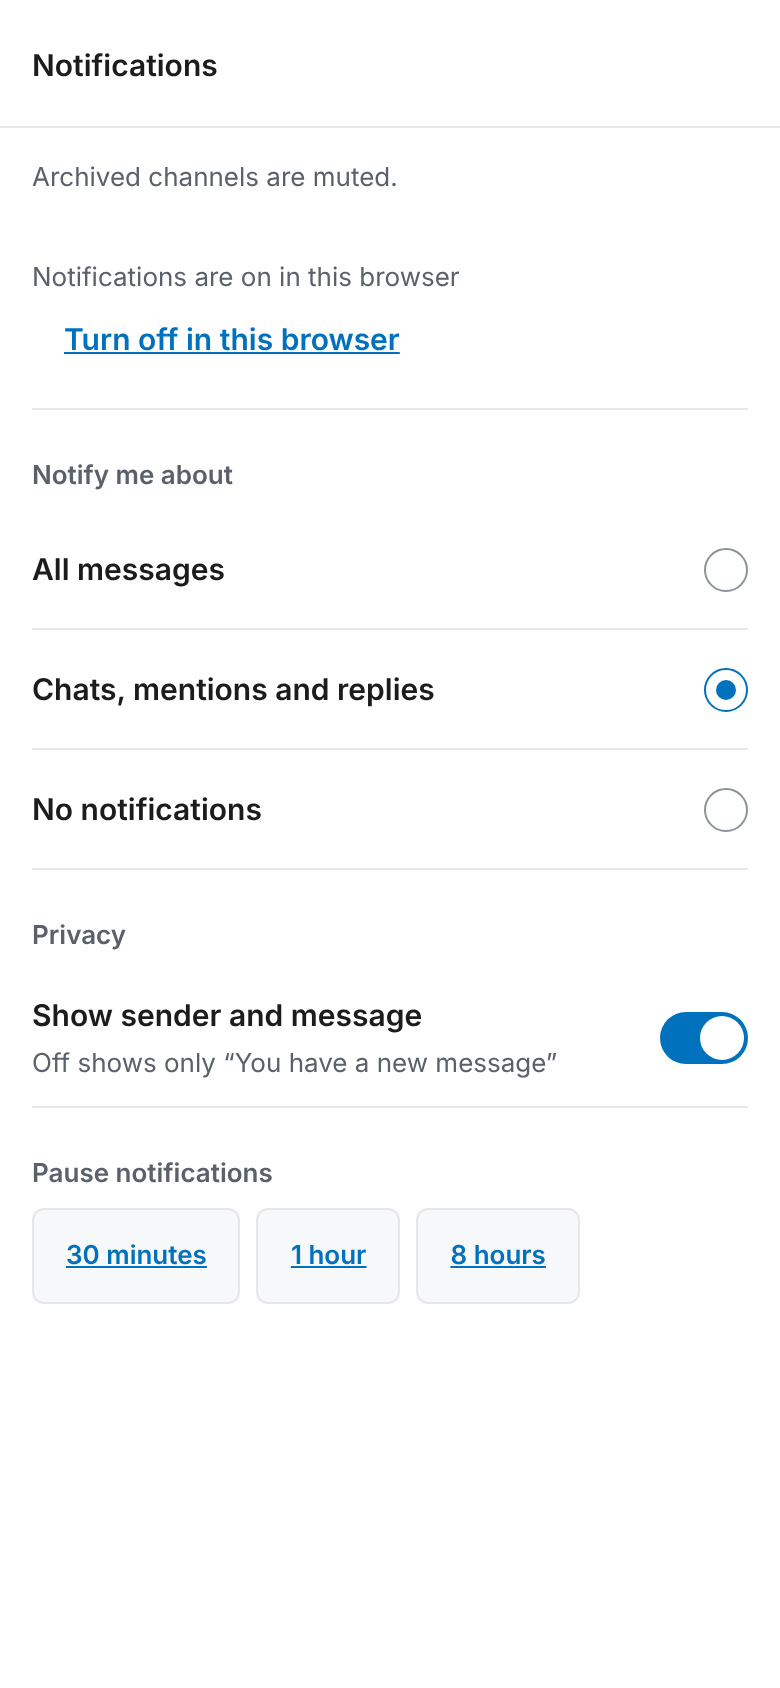 Notifications
Archived channels are muted.
Notifications are on in this browser
Turn off in this browser
Notify me about
All messages
Chats, mentions and replies
No notifications
Privacy
Show sender and message
Off shows only “You have a new message”
Pause notifications
30 minutes
1 hour
8 hours